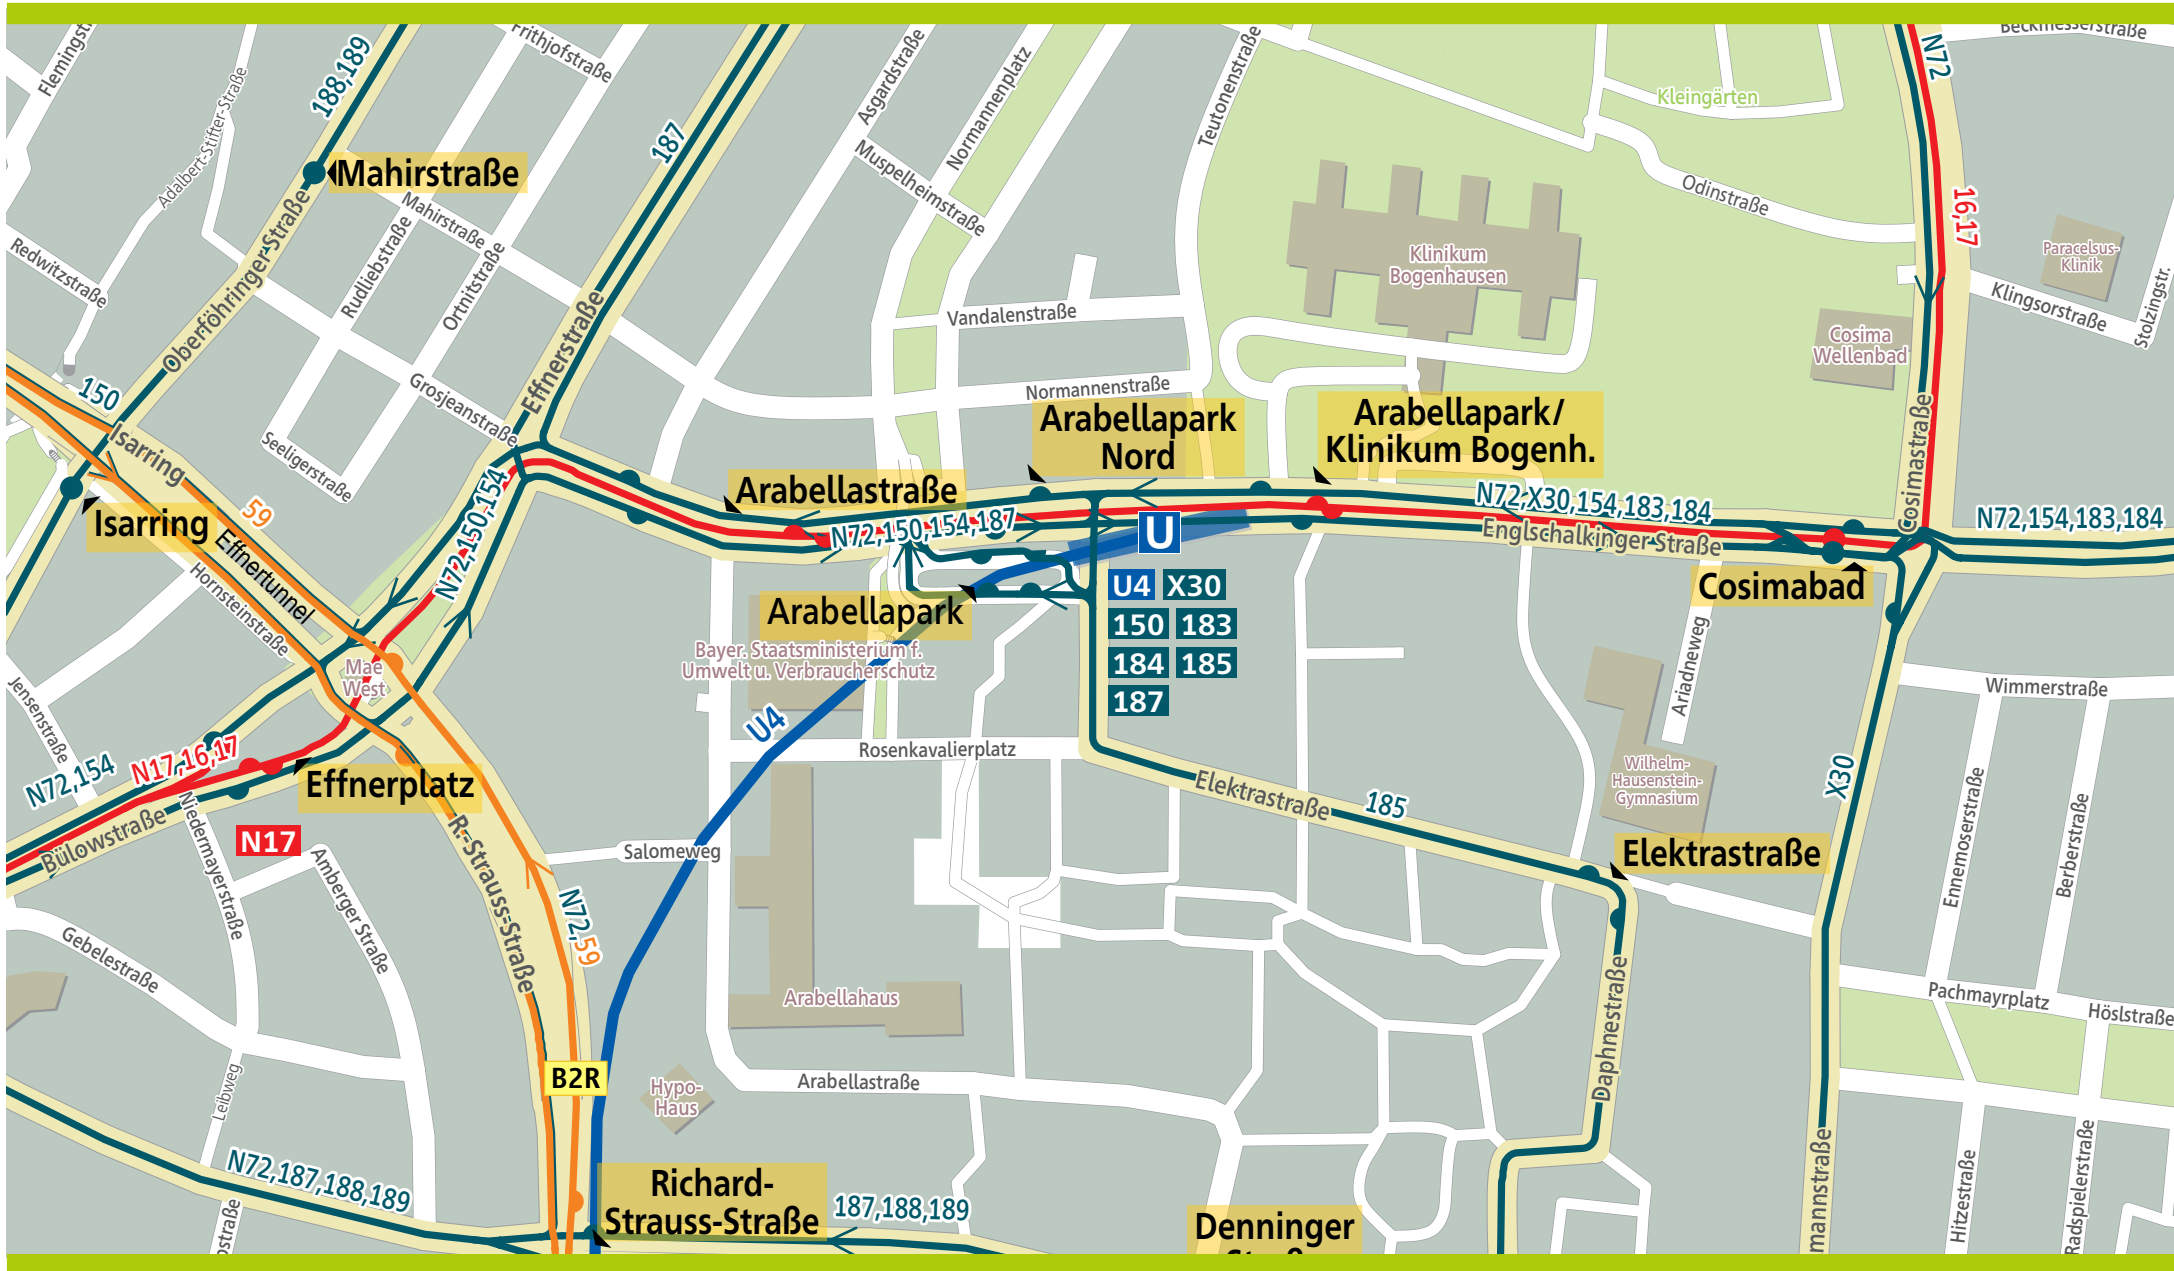 Flemingstr.
188,189
Frithjofstraße
Adalbert-Stifter-Straße
187
Asgardstraße
Normannenplatz
Teutonenstraße
Kleingärten
N72
Beckmesserstraße
Mahirstraße
Mahirstraße
Muspelheimstraße
Odinstraße
16,17
Redwitzstraße
Oberföhringer-Straße
Rudliebstraße
Ortnitstraße
Klinikum
Bogenhausen
Paracelsus-
Klinik
Klingsorstraße
Stolzingstr.
Vandalenstraße
Cosima
Wellenbad
Effnerstraße
150
Grosjeanstraße
Normannenstraße
Isarring
Seeligerstraße
Arabellapark
Nord
Arabellapark/
Klinikum Bogenh.
Cosimastraße
Arabellastraße
N72,150,154
N72,150,154,187
N72,X30,154,183,184
Englschalkinger Straße
N72,154,183,184
Isarring
59
Effnertunnel
Hornsteinstraße
U
Cosimabad
Arabellapark
U4 X30
150 183
184 185
187
Bayer. Staatsministerium f.
Umwelt u. Verbraucherschutz
Mae
West
Jensenstraße
Ariadneweg
Wimmerstraße
U4
Rosenkavalierplatz
N72,154
N17,16,17
Effnerplatz
Elektrastraße
185
Wilhelm-
Hausenstein-
Gymnasium
X30
Bülowstraße
N17
Niedermayerstraße
Amberger Straße
R.-Strauss-Straße
Salomeweg
Elektrastraße
Ennemoserstraße
Berberstraße
N72,59
Gebelestraße
Arabellahaus
Daphnestraße
Pachmayrplatz
Höslstraße
Leibweg
B2R
Hypo-
Haus
Arabellastraße
N72,187,188,189
Richard-
Strauss-Straße
187,188,189
Denninger
mannstraße
Hitzestraße
Radspielerstraße